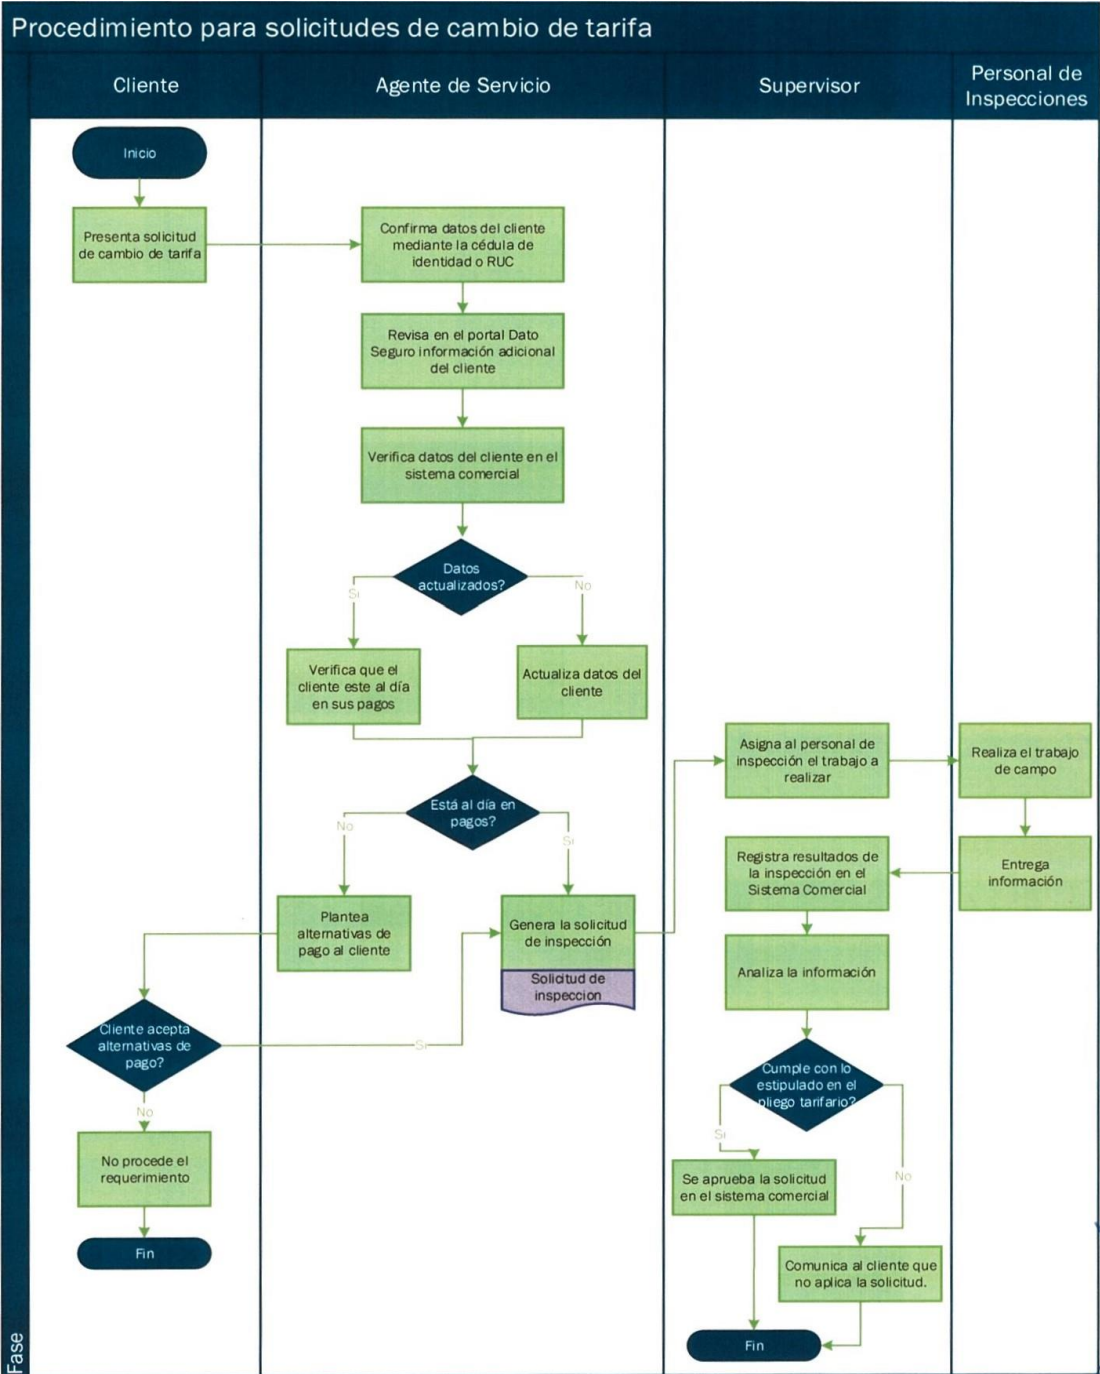 Procedimiento para solicitudes de cambio de tarifa
Cliente
Agente de Servicio
Supervisor
Personal de
Inspecciones
Inicio
Presenta solicitud
de cambio de tarifa
Confirma datos del cliente
mediante la cédula de
identidad o RUC
Revisa en el portal Dato
Seguro información adicional
del cliente
Verifica datos del cliente en el
sistema comercial
Datos
actualizados?
Si
No
Verifica que el
cliente este al día
en sus pagos
Actualiza datos del
cliente
Está al día en
pagos?
No
Si
Plantea
alternativas de
pago al cliente
Genera la solicitud
de inspección
Solicitud de
inspeccion
Cliente acepta
alternativas de
pago?
Si
No
No procede el
requerimiento
Fin
Asigna al personal de
inspección el trabajo a
realizar
Realiza el trabajo
de campo
Entrega
información
Registra resultados de
la inspección en el
Sistema Comercial
Analiza la información
Cumple con lo
estipulado en el
pliego tarifario?
Si
No
Se aprueba la solicitud
en el sistema comercial
Comunica al cliente que
no aplica la solicitud.
Fin
Fase